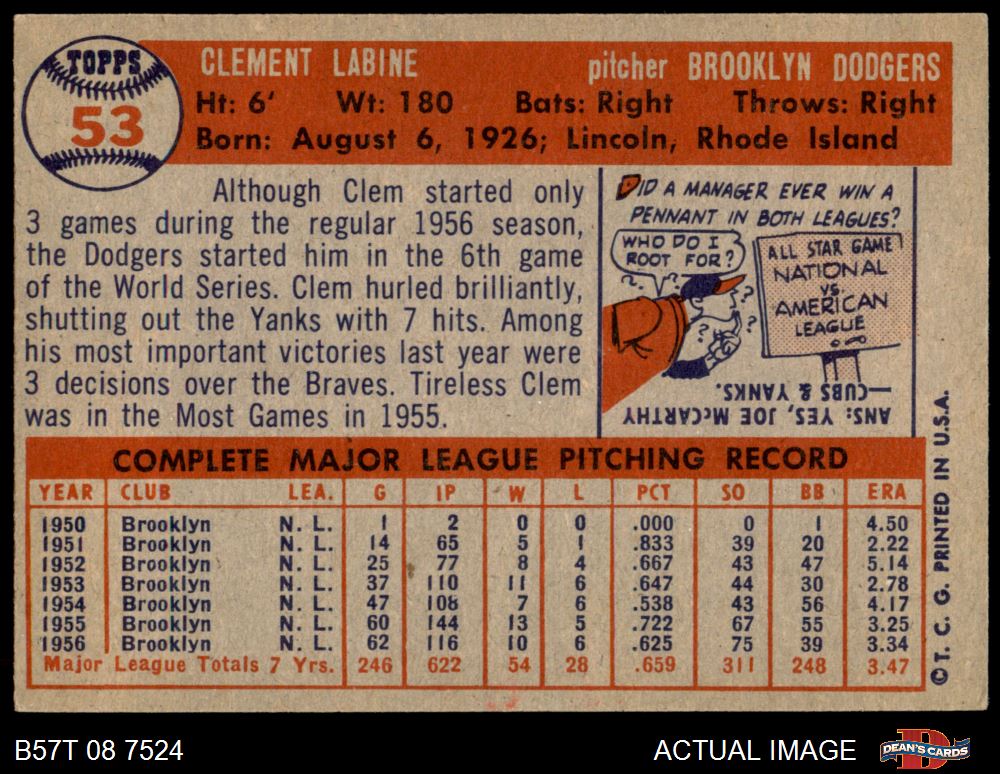 TOPPS
53
CLEMENT LABINE pitcher BROOKLYN DODGERS
Ht: 6' Wt: 180 Bats: Right Throws: Right
Born: August 6, 1926; Lincoln, Rhode Island
Although Clem started only
3 games during the regular 1956 season,
the Dodgers started him in the 6th game
of the World Series. Clem hurled brilliantly,
shutting out the Yanks with 7 hits. Among
his most important victories last year were
3 decisions over the Braves. Tireless Clem
was in the Most Games in 1955.
DID A MANAGER EVER WIN A
PENNANT IN BOTH LEAGUES?
WHO DO I
ROOT FOR?
ALL STAR GAME
NATIONAL
VS.
AMERICAN
LEAGUE
? ? ? ? ?
ANS: YES, JOE McCARTHY
—CUBS & YANKS.
COMPLETE MAJOR LEAGUE PITCHING RECORD
YEAR CLUB LEA. G IP W L PCT SO BB ERA
1950 Brooklyn N. L. 1 2 0 0 .000 0 1 4.50
1951 Brooklyn N. L. 14 65 5 1 .833 39 20 2.22
1952 Brooklyn N. L. 25 77 8 4 .667 43 47 5.14
1953 Brooklyn N. L. 37 110 11 6 .647 44 30 2.78
1954 Brooklyn N. L. 47 108 7 6 .538 43 56 4.17
1955 Brooklyn N. L. 60 144 13 5 .722 67 55 3.25
1956 Brooklyn N. L. 62 116 10 6 .625 75 39 3.34
Major League Totals 7 Yrs. 246 622 54 28 .659 311 248 3.47
© T. C. G. PRINTED IN U.S.A.
B57T 08 7524
ACTUAL IMAGE
DEAN'S CARDS